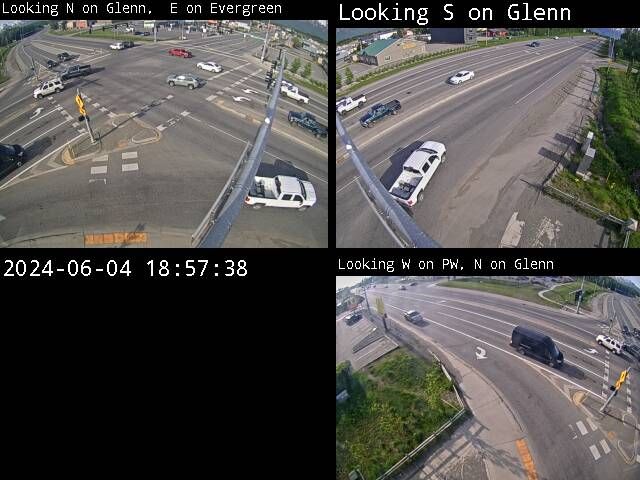 Looking N on Glenn,  E on Evergreen
Looking S on Glenn
2024-06-04 18:57:38
Looking W on PW, N on Glenn